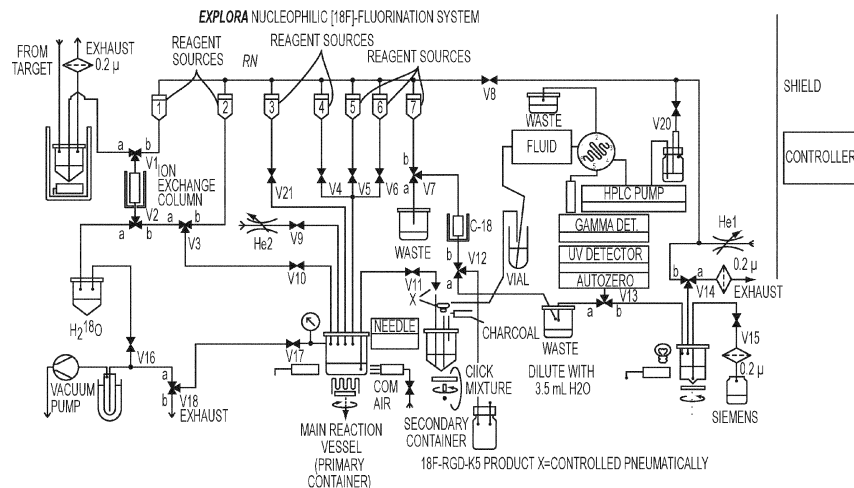 EXPLORA NUCLEOPHILIC [18F]-FLUORINATION SYSTEM
FROM
TARGET
EXHAUST
0.2 μ
REAGENT
SOURCES
RN
REAGENT SOURCES
REAGENT SOURCES
1
2
3
4
5
6
7
V8
WASTE
V20
SHIELD
CONTROLLER
FLUID
HPLC PUMP
a
b
V1
ION
EXCHANGE
COLUMN
V21
V4
V5
V6
b
a
V7
WASTE
C-18
VIAL
GAMMA DET.
UV DETECTOR
AUTOZERO
He1
V2
a
b
a
b
V3
He2
V9
V10
b
V12
a
V11
X
a
V13
b
b
a
V14
0.2 μ
EXHAUST
H2 18O
V16
V17
NEEDLE
CHARCOAL
WASTE
DILUTE WITH
3.5 mL H2O
V15
0.2 μ
SIEMENS
VACUUM
PUMP
a
b
V18
EXHAUST
COM
AIR
CIICK
MIXTURE
MAIN REACTION
VESSEL
(PRIMARY
CONTAINER)
SECONDARY
CONTAINER
18F-RGD-K5 PRODUCT X=CONTROLLED PNEUMATICALLY